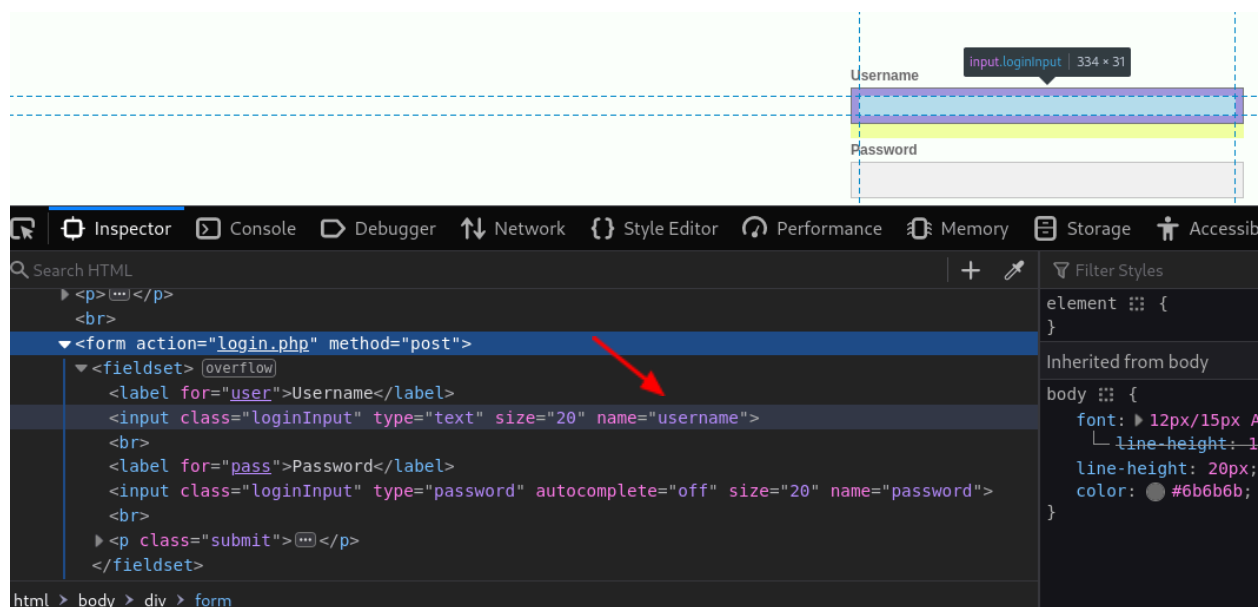 input.loginInput | 334 × 31
Username
Password
Inspector Console Debugger Network Style Editor Performance Memory Storage Accessib
Search HTML
Filter Styles
<p>⋯</p>
<br>
<form action="login.php" method="post">
<fieldset> overflow
<label for="user">Username</label>
<input class="loginInput" type="text" size="20" name="username">
<br>
<label for="pass">Password</label>
<input class="loginInput" type="password" autocomplete="off" size="20" name="password">
<br>
<p class="submit">⋯</p>
</fieldset>
html > body > div > form
element {
}
Inherited from body
body {
font: 12px/15px A
line-height: 1
line-height: 20px;
color: #6b6b6b;
}